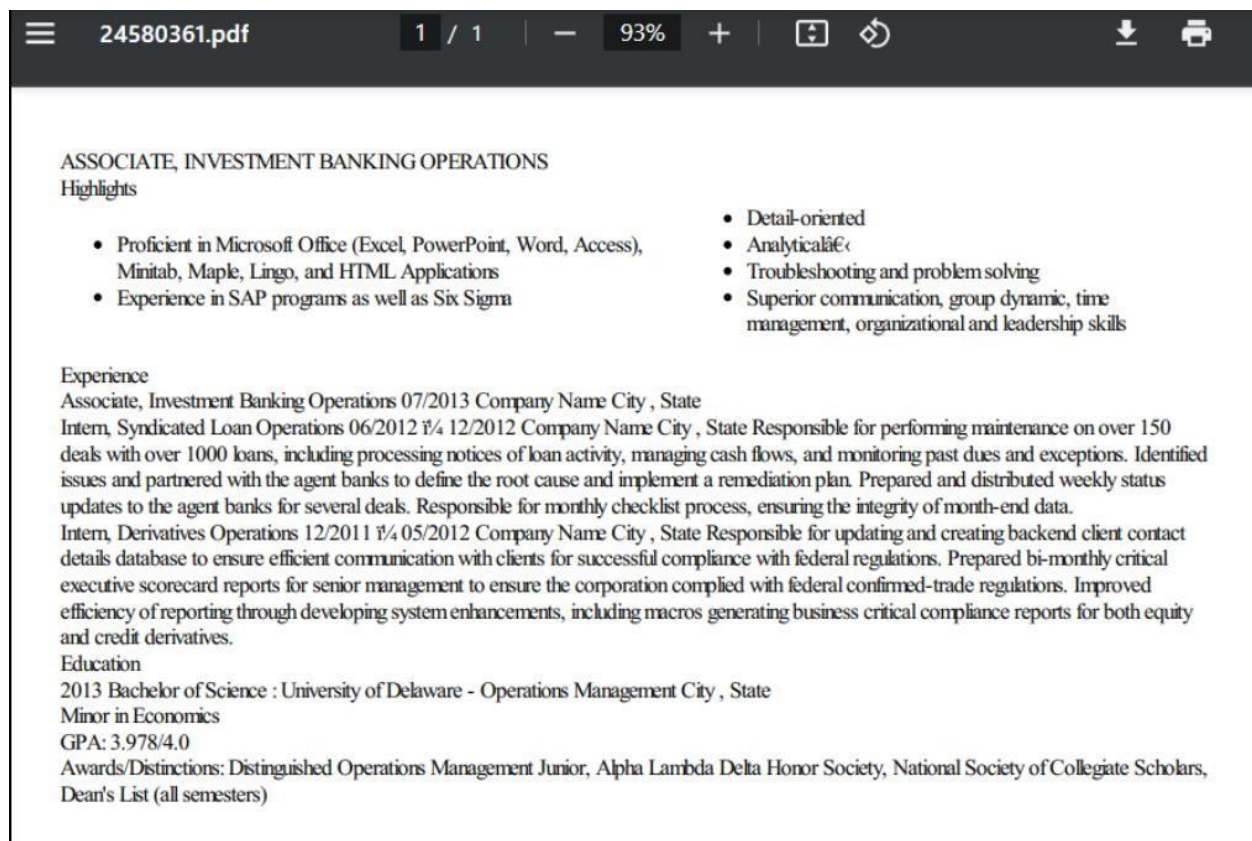 24580361.pdf 1 / 1 93%
ASSOCIATE, INVESTMENT BANKING OPERATIONS
Highlights
• Proficient in Microsoft Office (Excel, PowerPoint, Word, Access),
Minitab, Maple, Lingo, and HTML Applications
• Experience in SAP programs as well as Six Sigma
• Detail-oriented
• Analyticalâ€‹
• Troubleshooting and problem solving
• Superior communication, group dynamic, time
management, organizational and leadership skills
Experience
Associate, Investment Banking Operations 07/2013 Company Name City , State
Intern, Syndicated Loan Operations 06/2012 ï¼ 12/2012 Company Name City , State Responsible for performing maintenance on over 150
deals with over 1000 loans, including processing notices of loan activity, managing cash flows, and monitoring past dues and exceptions. Identified
issues and partnered with the agent banks to define the root cause and implement a remediation plan. Prepared and distributed weekly status
updates to the agent banks for several deals. Responsible for monthly checklist process, ensuring the integrity of month-end data.
Intern, Derivatives Operations 12/2011 ï¼ 05/2012 Company Name City , State Responsible for updating and creating backend client contact
details database to ensure efficient communication with clients for successful compliance with federal regulations. Prepared bi-monthly critical
executive scorecard reports for senior management to ensure the corporation complied with federal confirmed-trade regulations. Improved
efficiency of reporting through developing system enhancements, including macros generating business critical compliance reports for both equity
and credit derivatives.
Education
2013 Bachelor of Science : University of Delaware - Operations Management City , State
Minor in Economics
GPA: 3.978/4.0
Awards/Distinctions: Distinguished Operations Management Junior, Alpha Lambda Delta Honor Society, National Society of Collegiate Scholars,
Dean's List (all semesters)